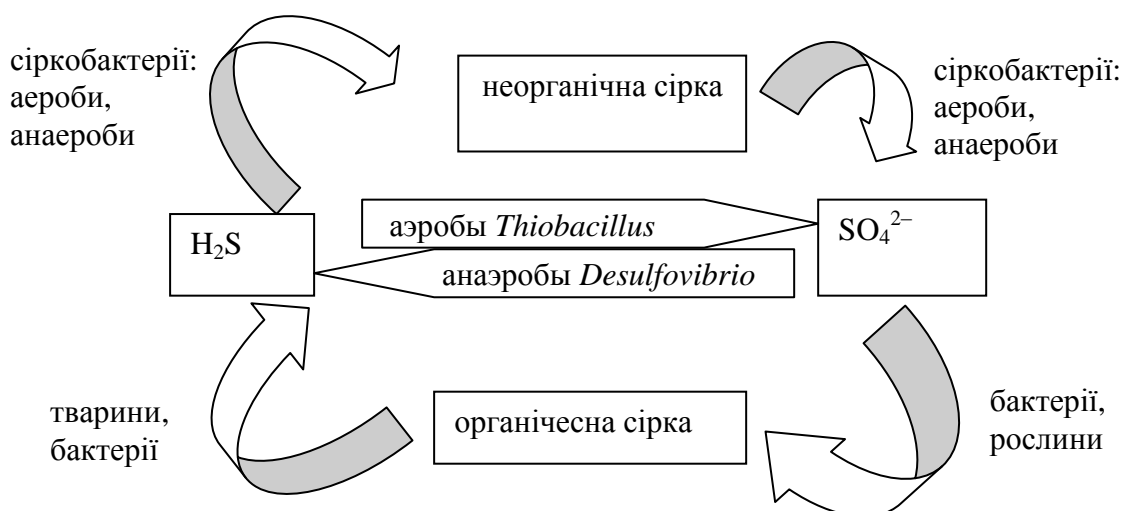 сіркобактерії:
аероби,
анаероби
неорганічна сірка
сіркобактерії:
аероби,
анаероби
H₂S
аэробы Thiobacillus
SO₄²⁻
анаэробы Desulfovibrio
тварини,
бактерії
органічесна сірка
бактерії,
рослини